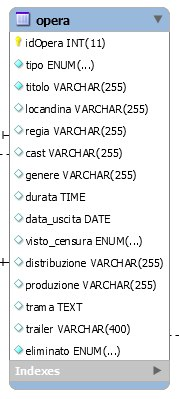 opera
idOpera INT(11)
tipo ENUM(...)
titolo VARCHAR(255)
locandina VARCHAR(255)
regia VARCHAR(255)
cast VARCHAR(255)
genere VARCHAR(255)
durata TIME
data_uscita DATE
visto_censura ENUM(...)
distribuzione VARCHAR(255)
produzione VARCHAR(255)
trama TEXT
trailer VARCHAR(400)
eliminato ENUM(...)
Indexes